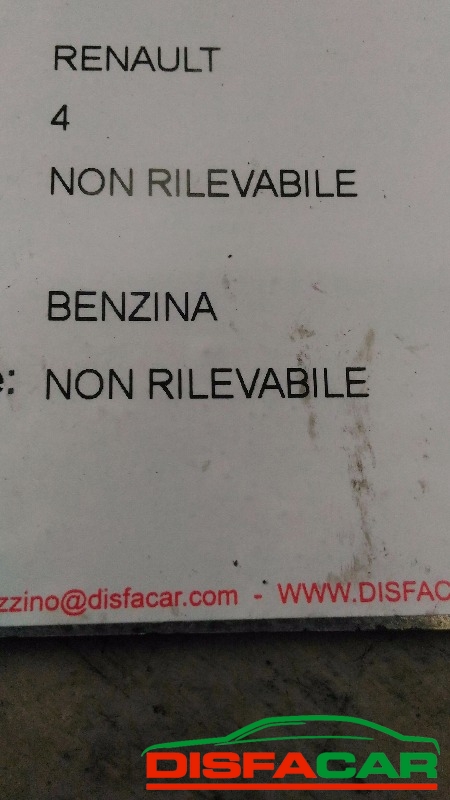 RENAULT
4
NON RILEVABILE
BENZINA
e: NON RILEVABILE
zzino@disfacar.com - WWW.DISFAC
DISFACAR